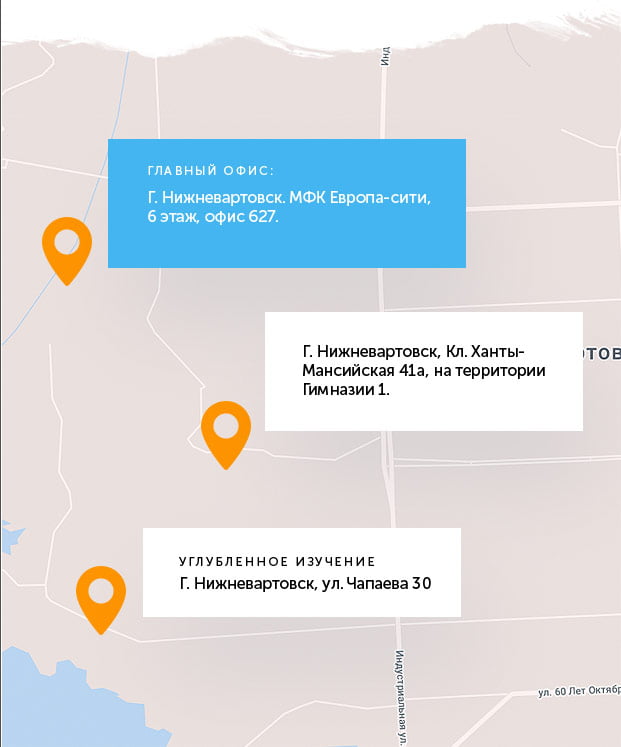 Инд
ГЛАВНЫЙ ОФИС:
Г. Нижневартовск. МФК Европа-сити,
6 этаж, офис 627.
Г. Нижневартовск, Кл. Ханты-
Мансийская 41а, на территории
Гимназии 1.
ртов
УГЛУБЛЕННОЕ ИЗУЧЕНИЕ
Г. Нижневартовск, ул. Чапаева 30
Индустриальная ул.
ул. 60 Лет Октябр